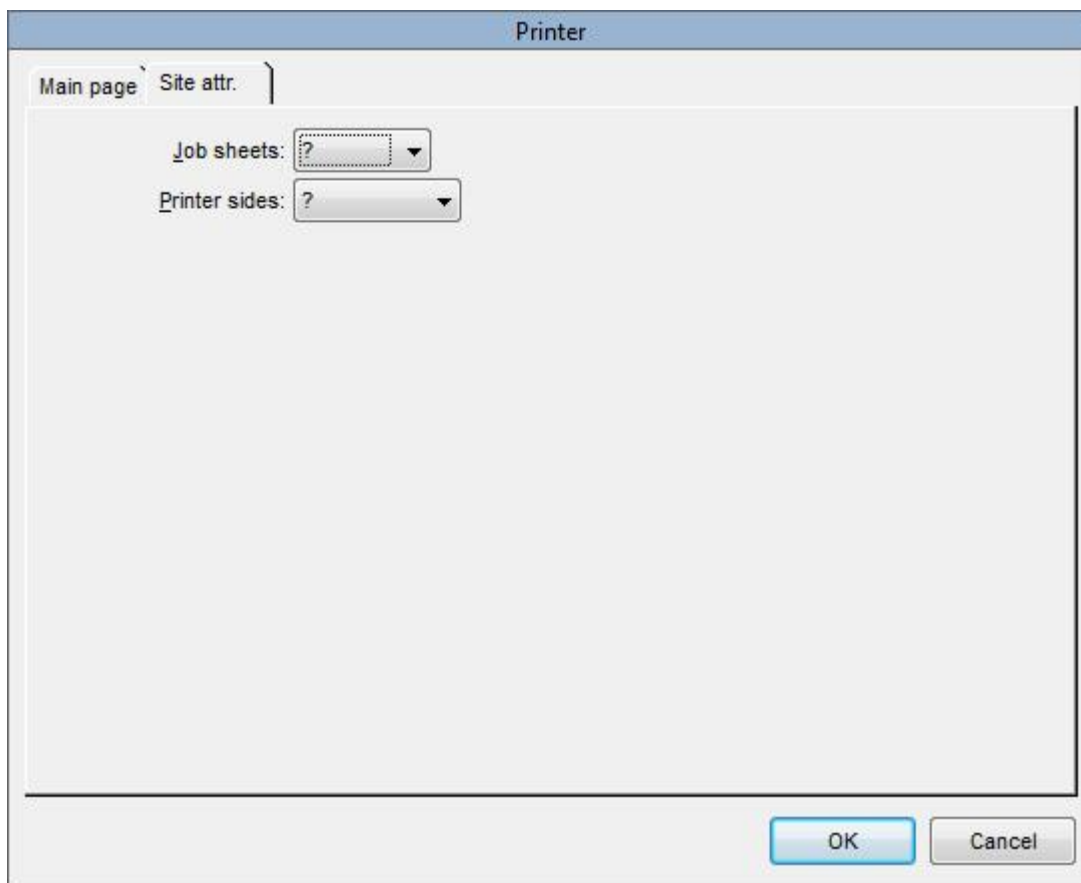 Printer
Main page Site attr.
Job sheets: ?
Printer sides: ?
OK Cancel